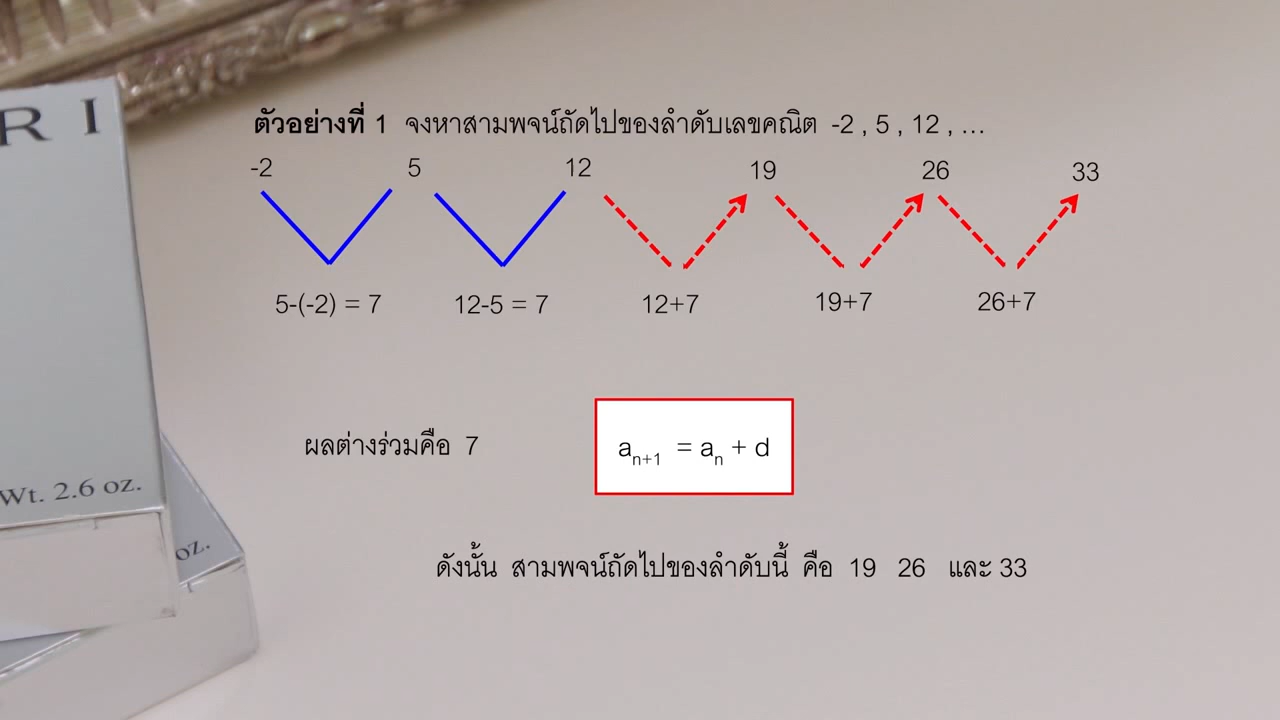 RI
Wt. 2.6 oz.
oz.
ตัวอย่างที่ 1 จงหาสามพจน์ถัดไปของลำดับเลขคณิต -2 , 5 , 12 , …
-2 5 12 19 26 33
5-(-2) = 7 12-5 = 7 12+7 19+7 26+7
ผลต่างร่วมคือ 7
aₙ₊₁ = aₙ + d
ดังนั้น สามพจน์ถัดไปของลำดับนี้ คือ 19 26 และ 33